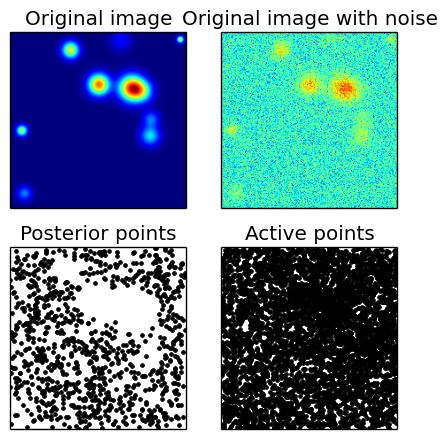 Original image
Original image with noise
Posterior points
Active points